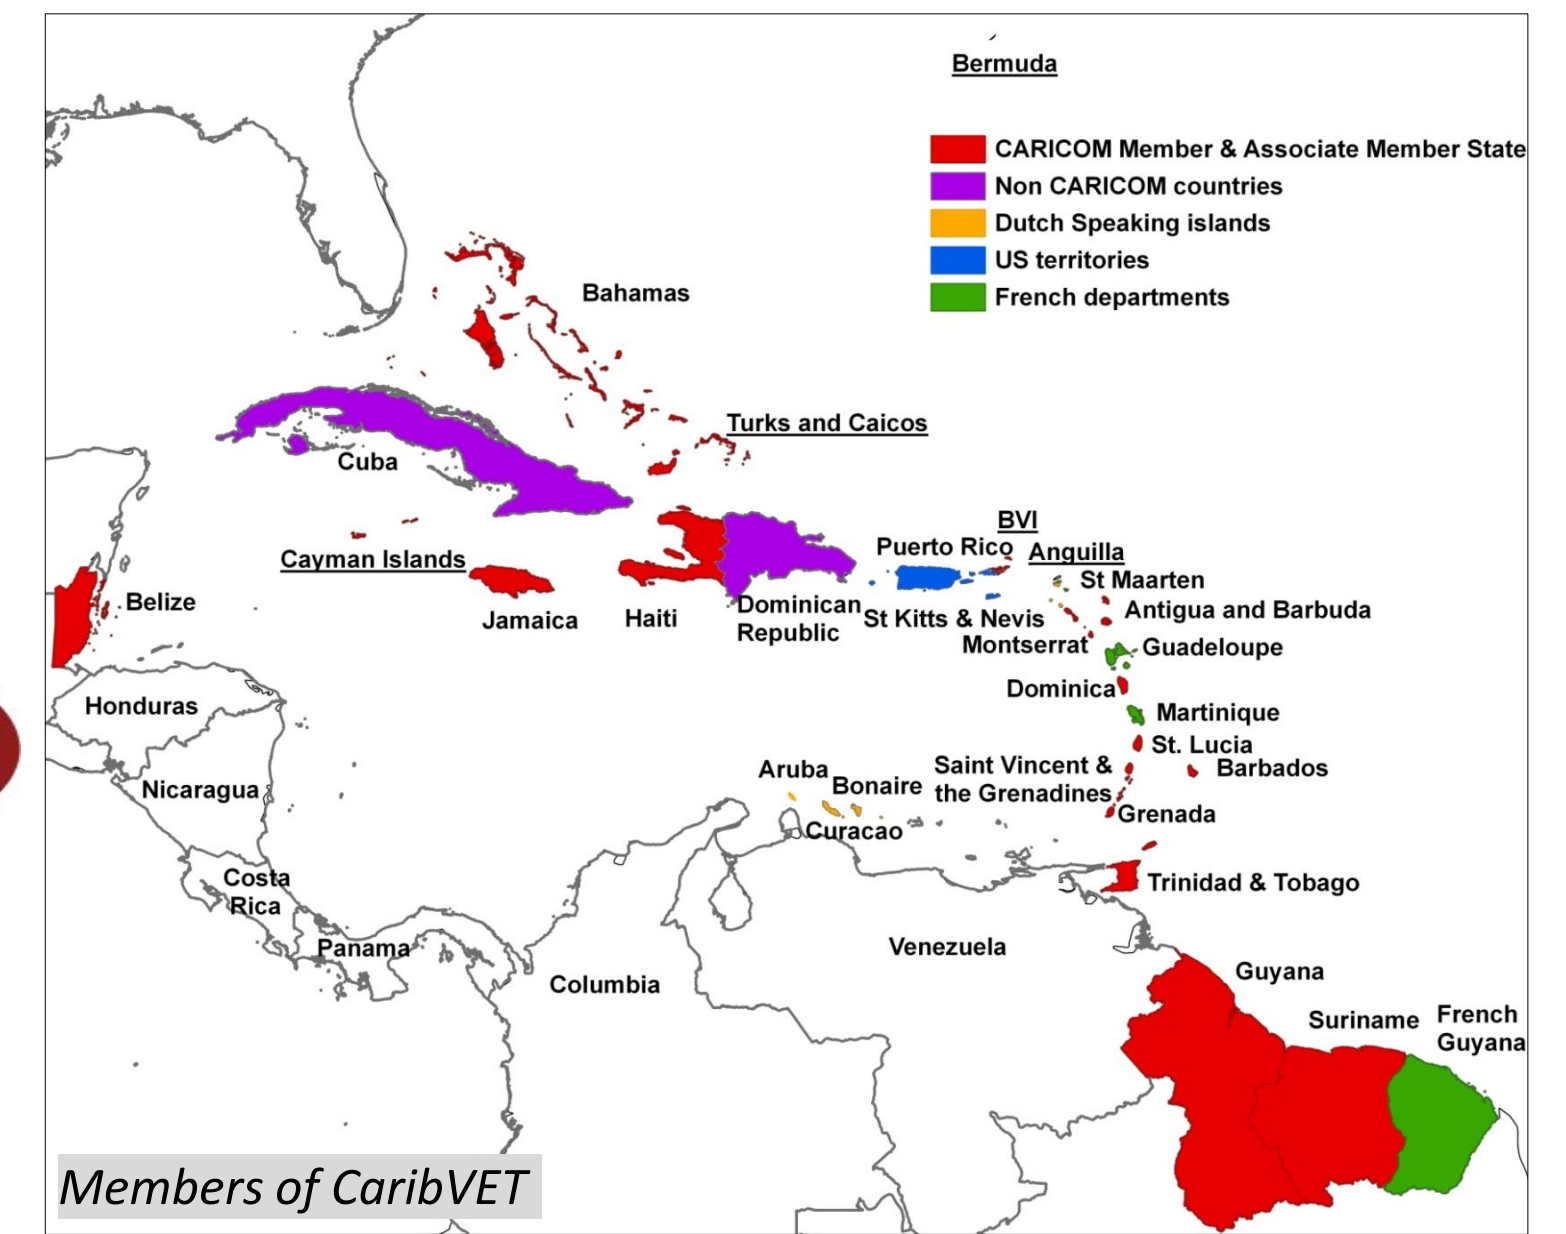 Bermuda
CARICOM Member & Associate Member State
Non CARICOM countries
Dutch Speaking islands
US territories
French departments
Bahamas
Turks and Caicos
Cuba
BVI
Puerto Rico
Anguilla
Cayman Islands
St Maarten
Belize
Jamaica
Haiti
Dominican
Republic
St Kitts & Nevis
Antigua and Barbuda
Montserrat
Guadeloupe
Dominica
Honduras
Martinique
St. Lucia
Barbados
Saint Vincent &
the Grenadines
Aruba
Bonaire
Nicaragua
Grenada
Curacao
Costa
Rica
Trinidad & Tobago
Panama
Venezuela
Columbia
Guyana
Suriname
French
Guyana
Members of CaribVET